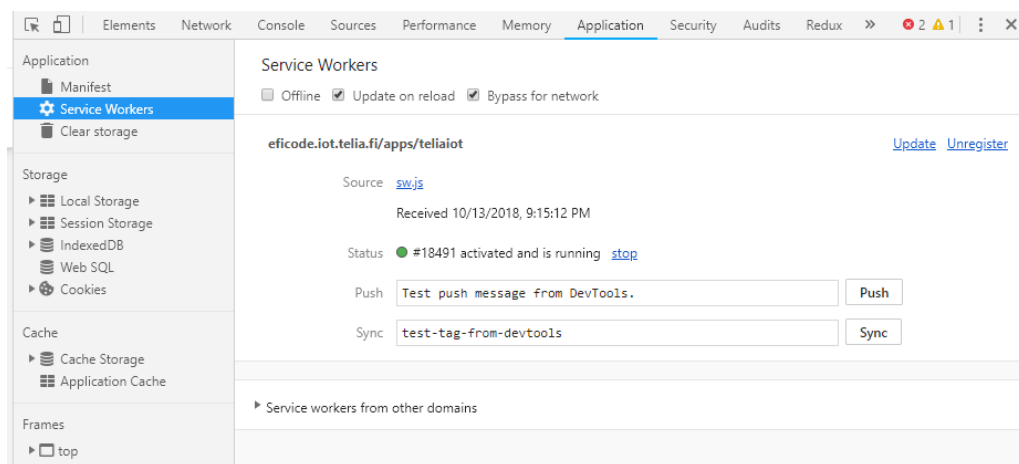 Elements Network Console Sources Performance Memory Application Security Audits Redux » 2 1
Application
Manifest
Service Workers
Clear storage
Storage
Local Storage
Session Storage
IndexedDB
Web SQL
Cookies
Cache
Cache Storage
Application Cache
Frames
top
Service Workers
Offline Update on reload Bypass for network
eficode.iot.telia.fi/apps/teliaiot Update Unregister
Source sw.js
Received 10/13/2018, 9:15:12 PM
Status #18491 activated and is running stop
Push Test push message from DevTools. Push
Sync test-tag-from-devtools Sync
Service workers from other domains